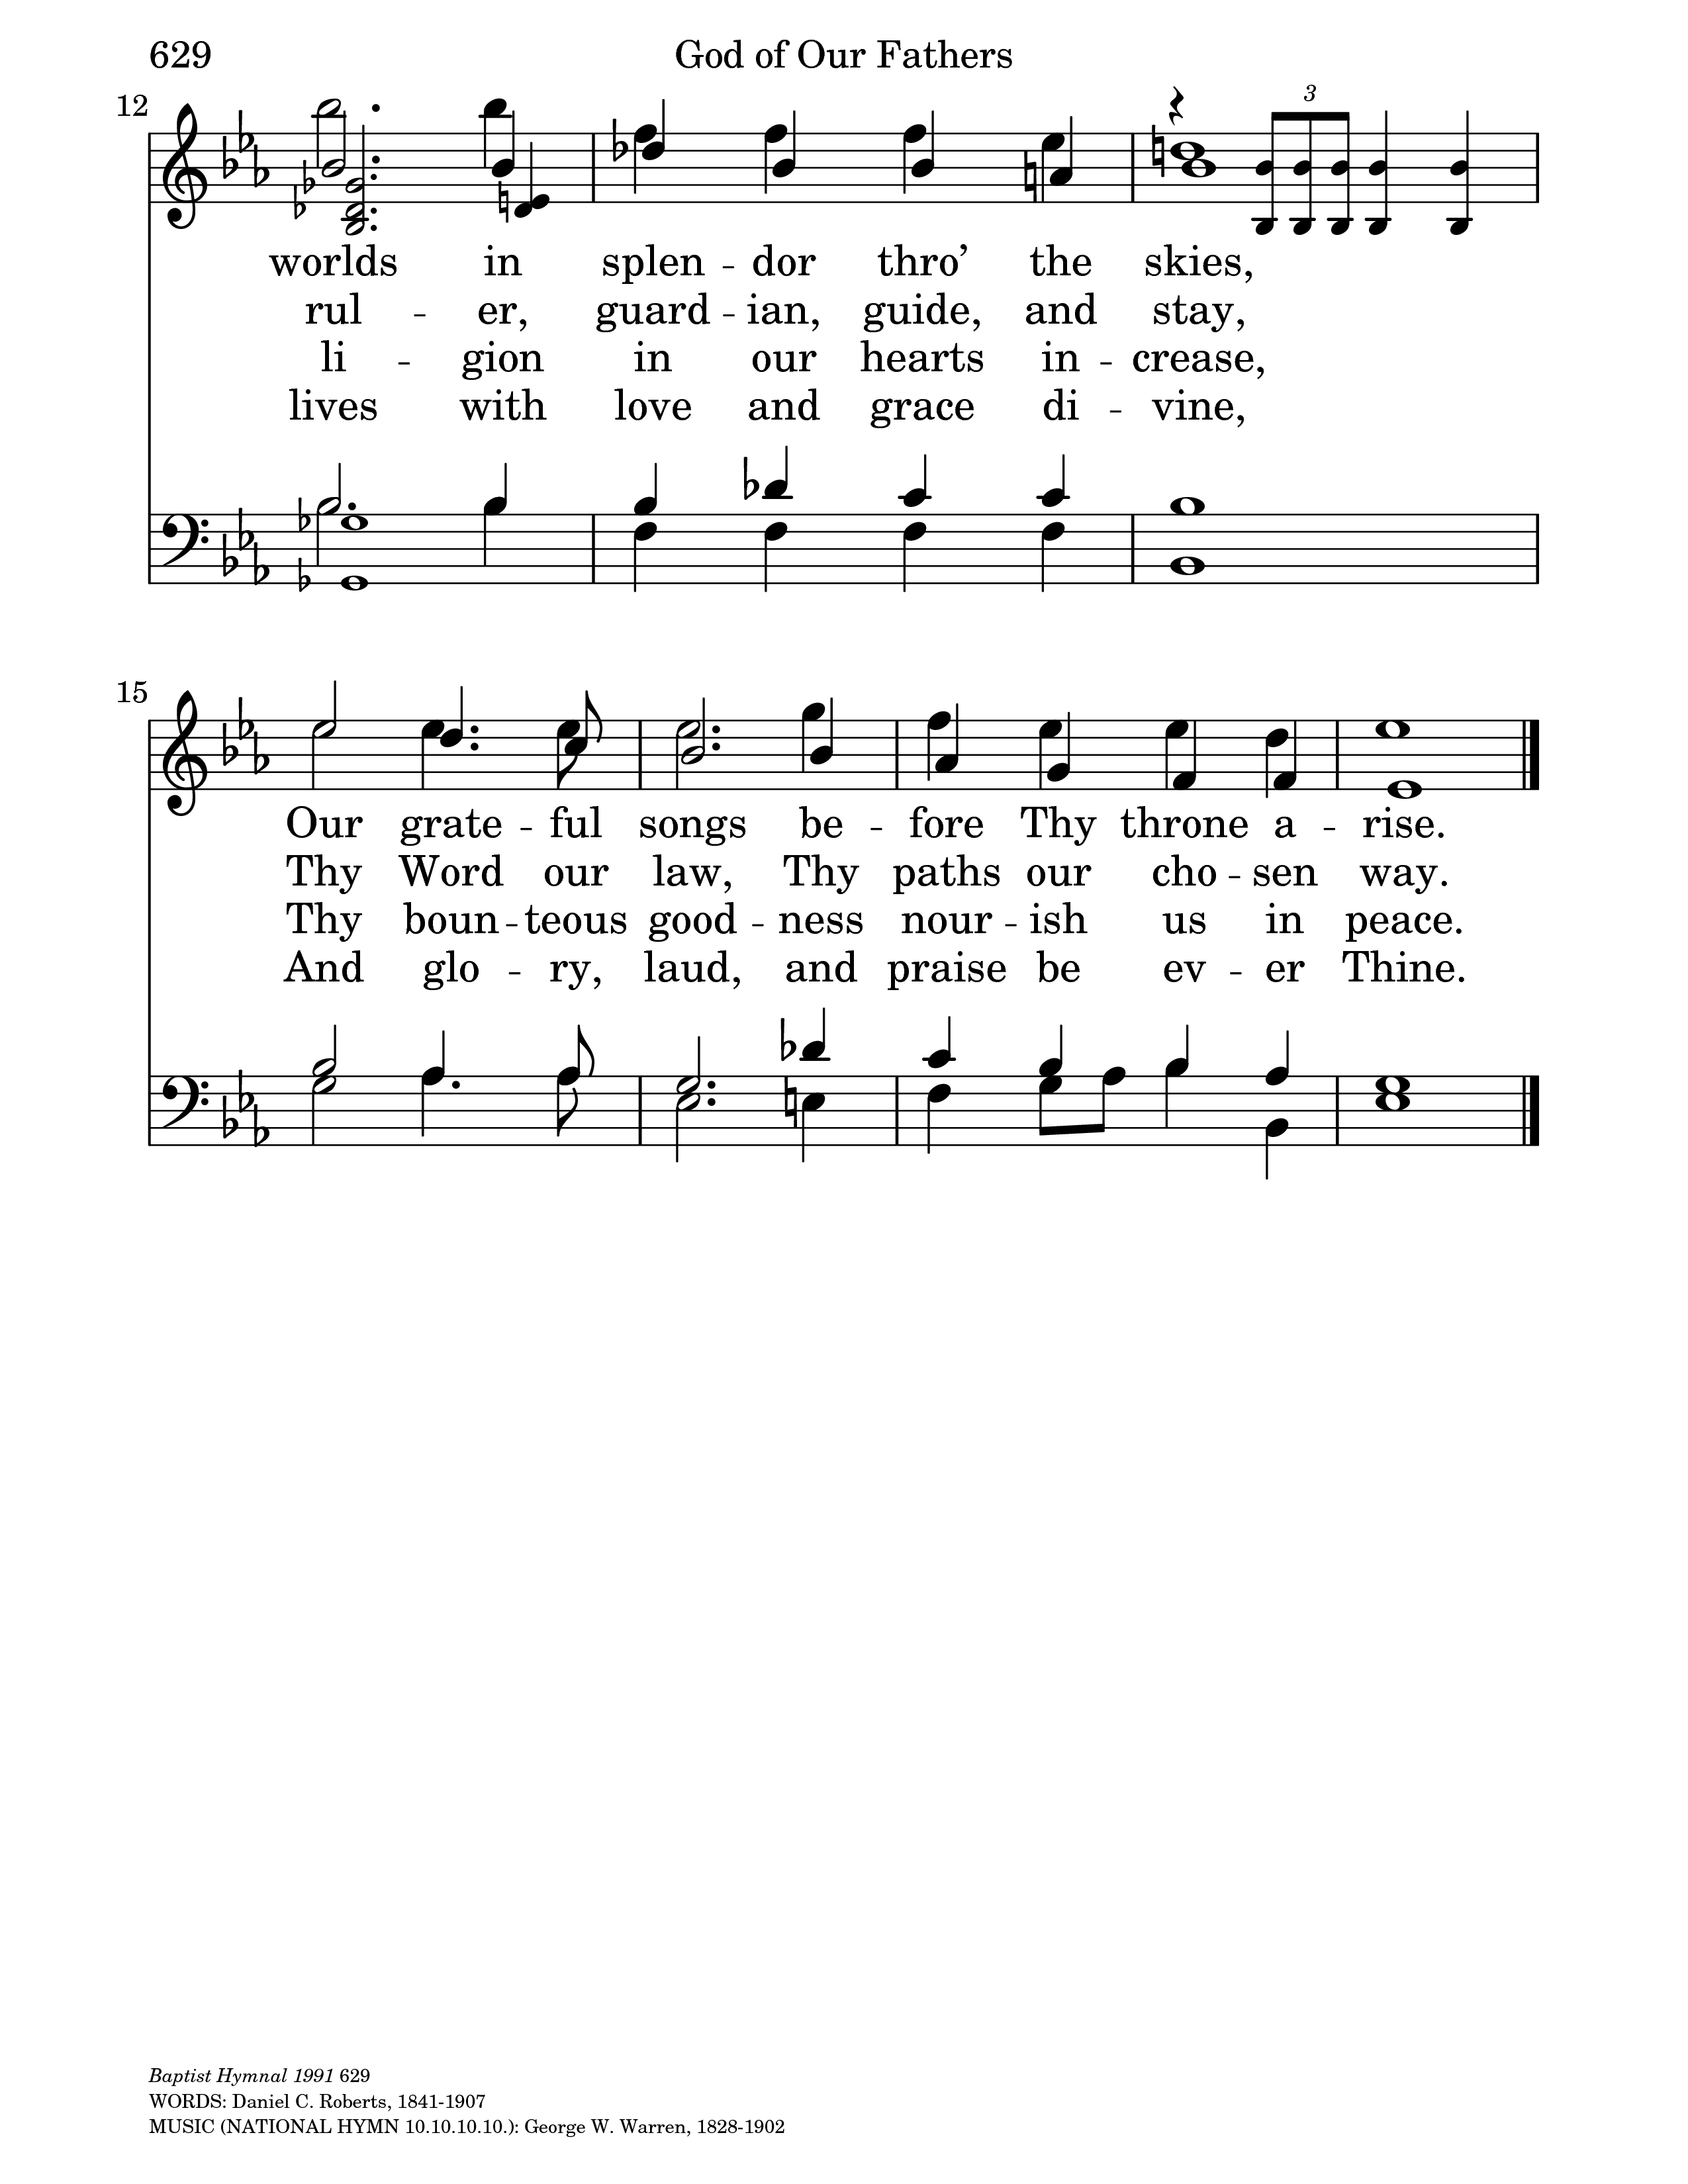 629 God of Our Fathers
12
3
worlds in splen -- dor thro’ the skies,
rul -- er, guard -- ian, guide, and stay,
li -- gion in our hearts in -- crease,
lives with love and grace di -- vine,
15
Our grate -- ful songs be -- fore Thy throne a -- rise.
Thy Word our law, Thy paths our cho -- sen way.
Thy boun -- teous good -- ness nour -- ish us in peace.
And glo -- ry, laud, and praise be ev -- er Thine.
Baptist Hymnal 1991 629
WORDS: Daniel C. Roberts, 1841-1907
MUSIC (NATIONAL HYMN 10.10.10.10.): George W. Warren, 1828-1902